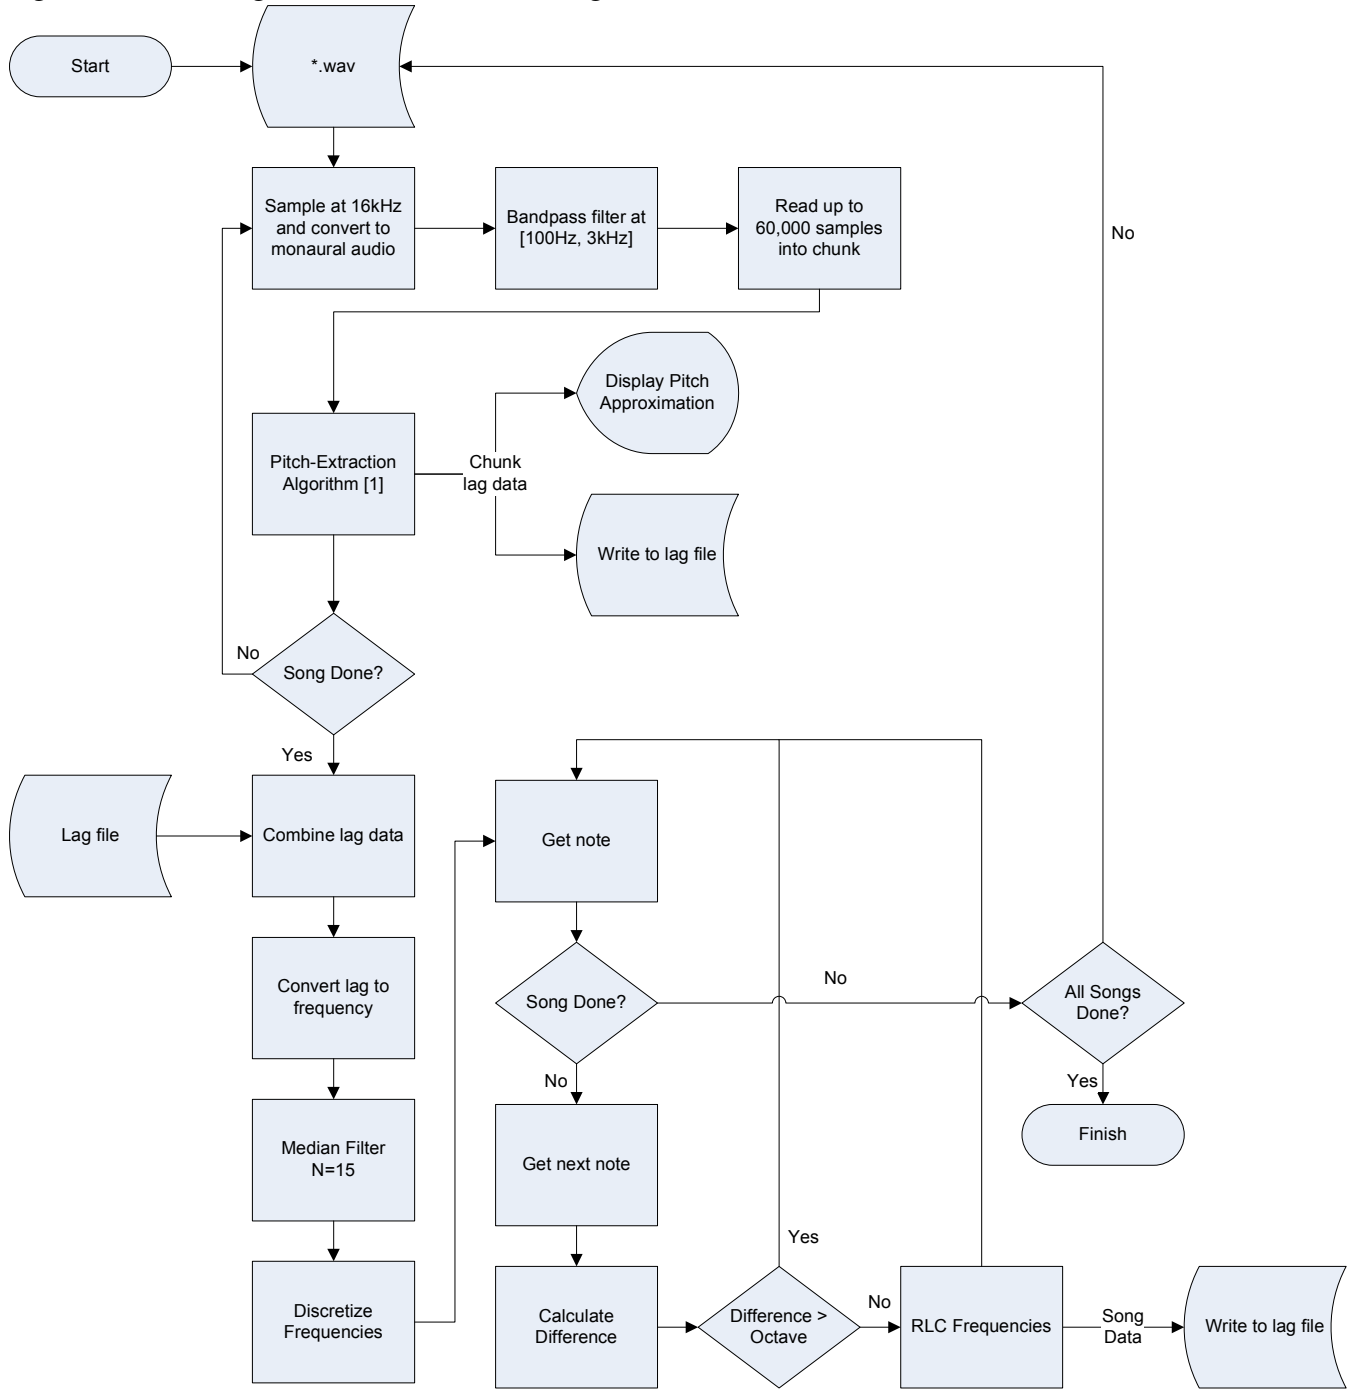 Start
*.wav
Sample at 16kHz
and convert to
monaural audio
Bandpass filter at
[100Hz, 3kHz]
Read up to
60,000 samples
into chunk
No
Display Pitch
Approximation
Pitch-Extraction
Algorithm [1]
Chunk
lag data
Write to lag file
No
Song Done?
Yes
Lag file
Combine lag data
Get note
Convert lag to
frequency
Song Done?
No
All Songs
Done?
No
Yes
Median Filter
N=15
Get next note
Finish
Yes
Discretize
Frequencies
Calculate
Difference
Difference >
Octave
No
RLC Frequencies
Song
Data
Write to lag file